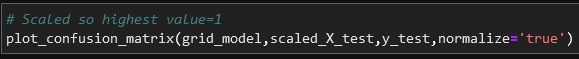 # Scaled so highest value=1
plot_confusion_matrix(grid_model,scaled_X_test,y_test,normalize='true')